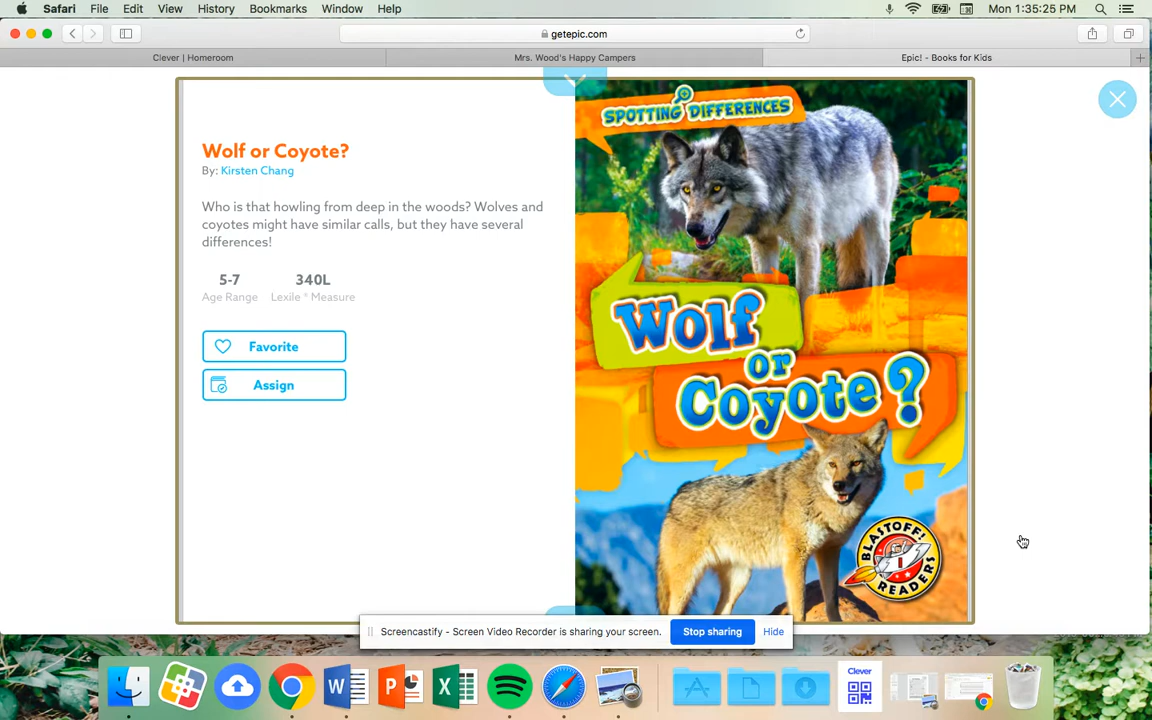 Safari File Edit View History Bookmarks Window Help Mon 1:35:25 PM
getepic.com
Clever | Homeroom Mrs. Wood's Happy Campers Epic! - Books for Kids
Wolf or Coyote?
By: Kirsten Chang
Who is that howling from deep in the woods? Wolves and
coyotes might have similar calls, but they have several
differences!
5-7 340L
Age Range Lexile ® Measure
Favorite
Assign
SPOTTING DIFFERENCES
Wolf
or
Coyote?
BLASTOFF!
1
READERS
Screencastify - Screen Video Recorder is sharing your screen. Stop sharing Hide
W P X Clever